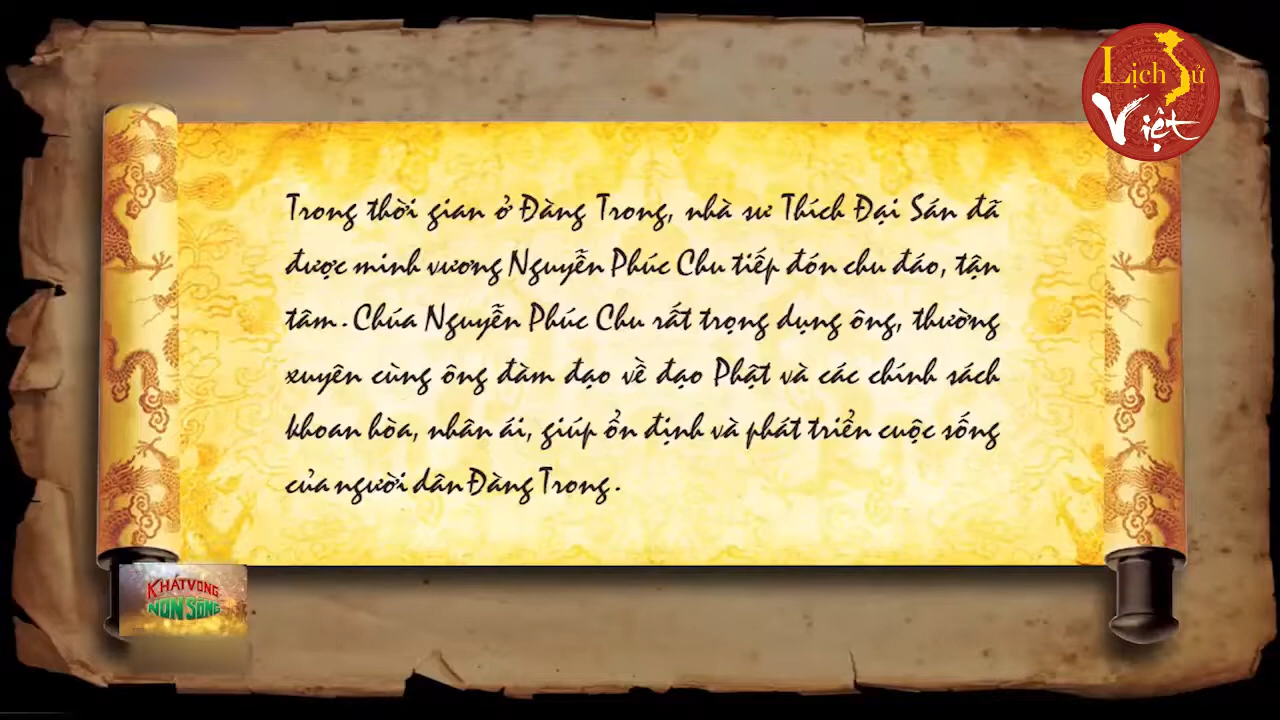 Lịch Sử
Việt
Trong thời gian ở Đàng Trong, nhà sư Thích Đại Sán đã
được minh vương Nguyễn Phúc Chu tiếp đón chu đáo, tận
tâm. Chúa Nguyễn Phúc Chu rất trọng dụng ông, thường
xuyên cùng ông đàm đạo về đạo Phật và các chính sách
khoan hòa, nhân ái, giúp ổn định và phát triển cuộc sống
của người dân Đàng Trong.
KHÁT VỌNG
NON SÔNG